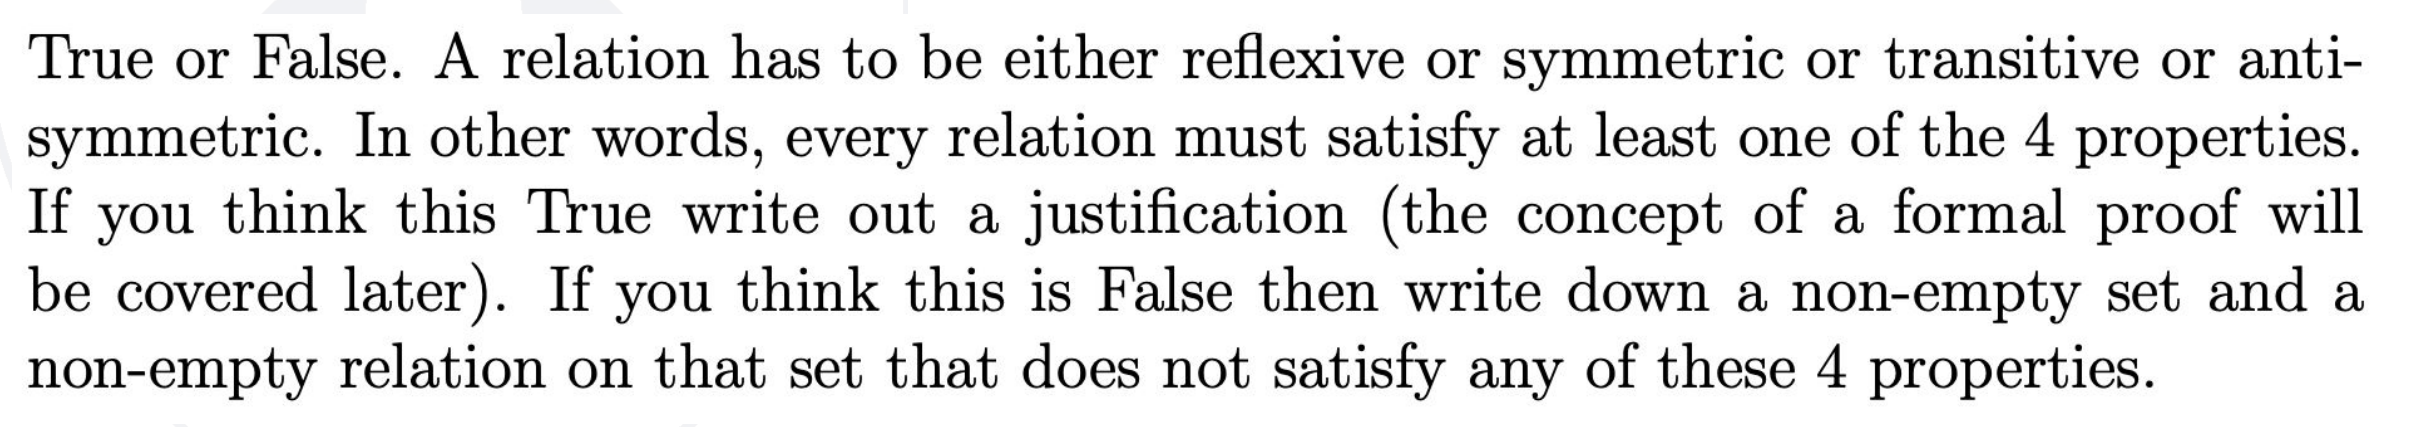 True or False. A relation has to be either reflexive or symmetric or transitive or anti-
symmetric. In other words, every relation must satisfy at least one of the 4 properties.
If you think this True write out a justification (the concept of a formal proof will
be covered later). If you think this is False then write down a non-empty set and a
non-empty relation on that set that does not satisfy any of these 4 properties.